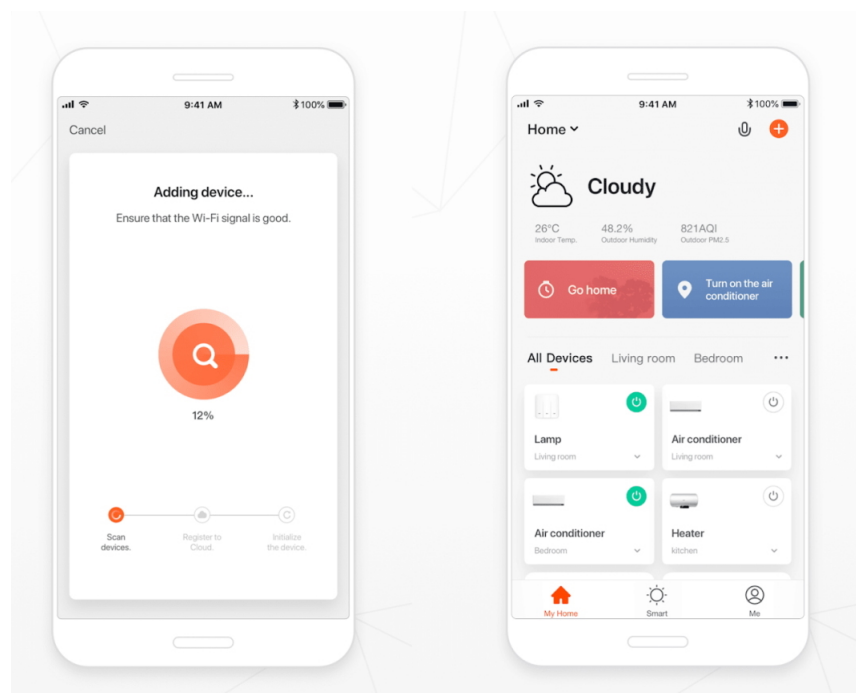 9:41 AM
100%
Cancel
Adding device...
Ensure that the Wi-Fi signal is good.
12%
Scan
devices.
Register to
Cloud.
Initialize
the device.
9:41 AM
100%
Home
Cloudy
26°C
48.2%
821AQI
Indoor Temp.
Outdoor Humidity
Outdoor PM2.5
Go home
Turn on the air
conditioner
All Devices
Living room
Bedroom
Lamp
Living room
Air conditioner
Living room
Air conditioner
Bedroom
Heater
kitchen
My Home
Smart
Me